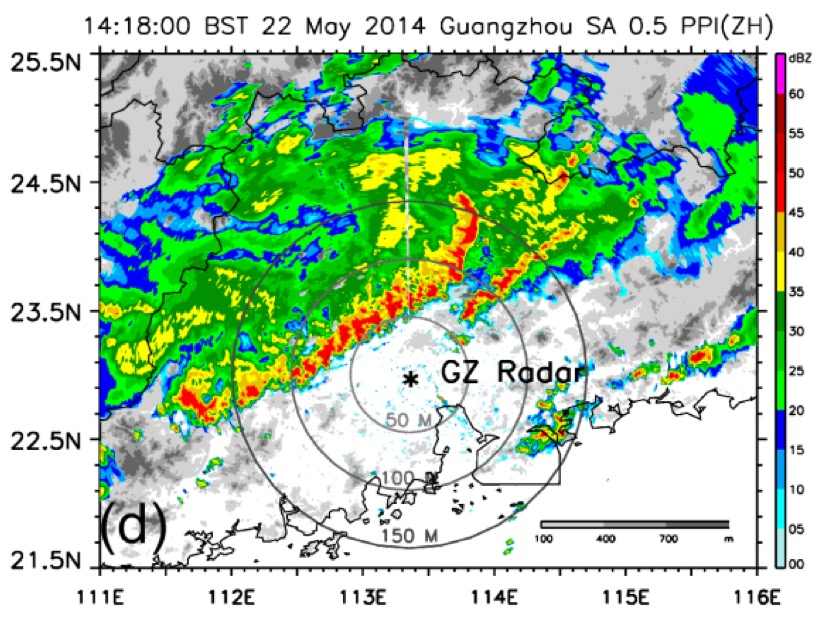 14:18:00 BST 22 May 2014 Guangzhou SA 0.5 PPI(ZH)
25.5N
24.5N
23.5N
22.5N
21.5N
dBZ
60
55
50
45
40
35
30
25
20
15
10
05
00
GZ Radar
50 M
100 M
150 M
(d)
100 400 700 m
111E 112E 113E 114E 115E 116E